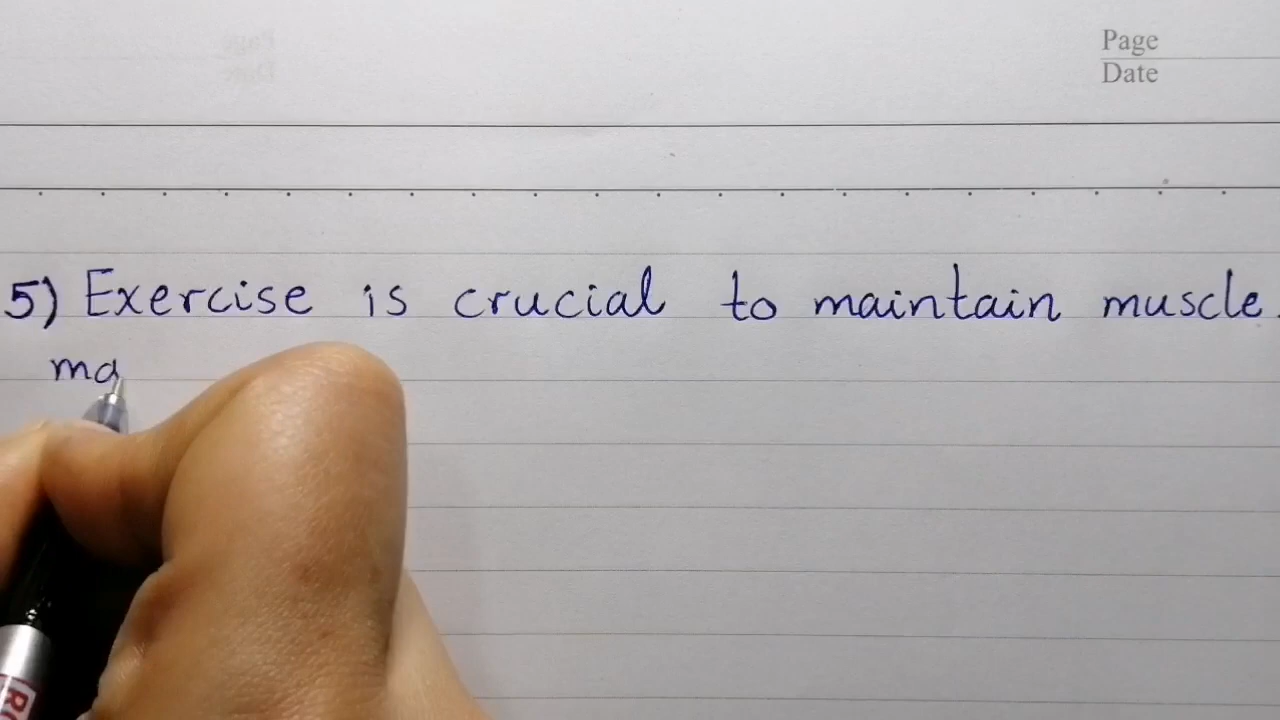 Page
Date
5) Exercise is crucial to maintain muscle.
ma